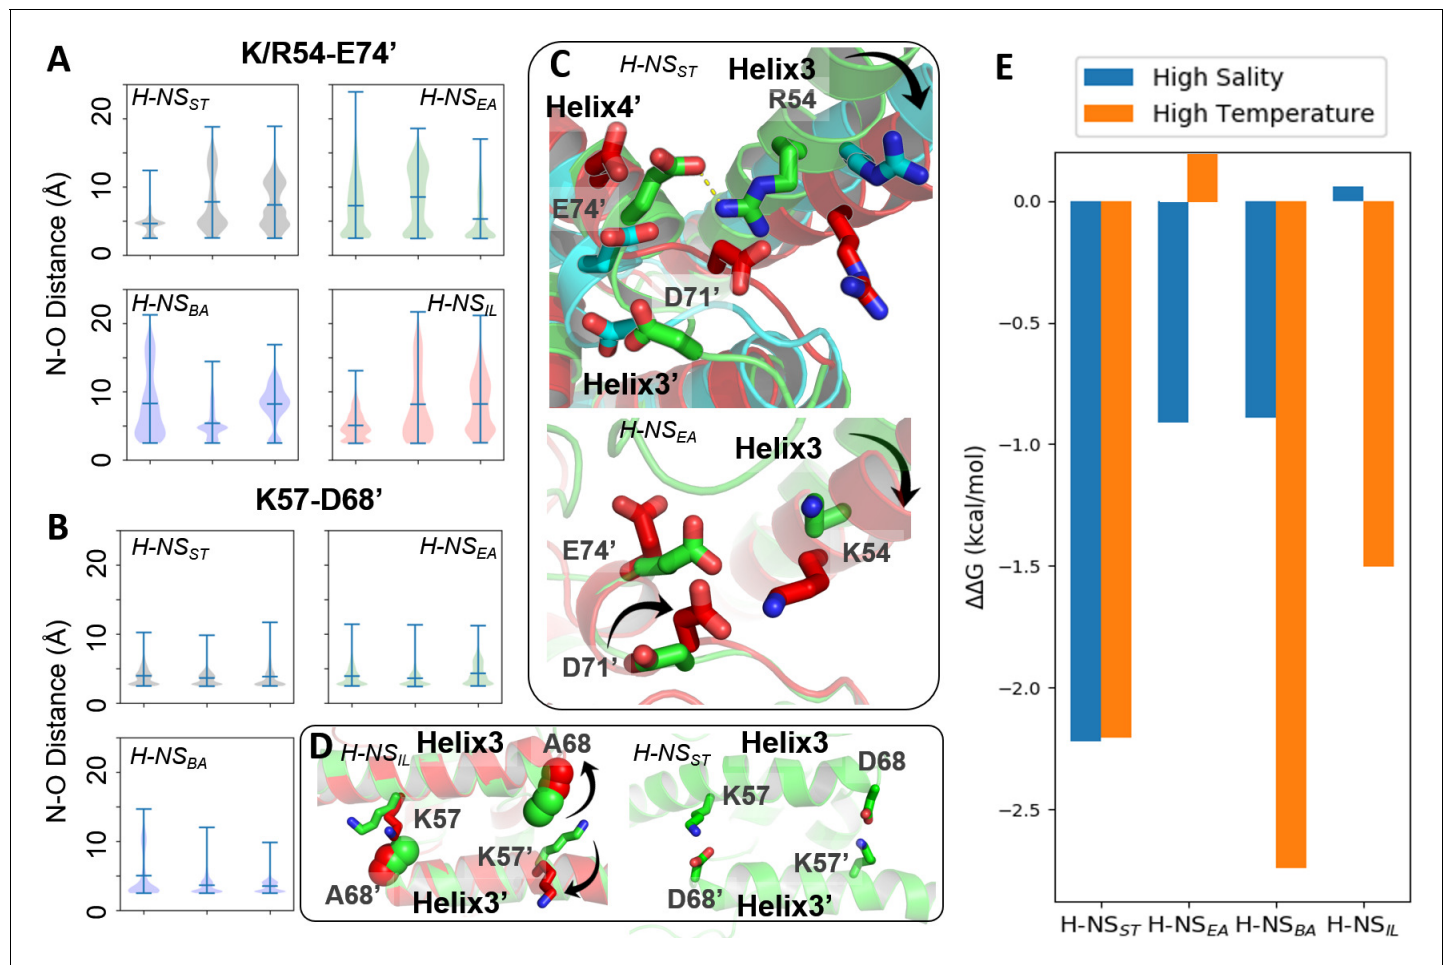 A
K/R54-E74’
H-NS_ST
H-NS_EA
20
10
0
H-NS_BA
H-NS_IL
20
10
0
N-O Distance (Å)
B
K57-D68’
H-NS_ST
H-NS_EA
20
10
0
H-NS_BA
20
10
0
N-O Distance (Å)
C
H-NS_ST
Helix3
R54
Helix4’
E74’
D71’
Helix3’
H-NS_EA
Helix3
E74’
K54
D71’
D
H-NS_IL
Helix3
A68
K57
K57’
A68’
Helix3’
H-NS_ST
Helix3
D68
K57
K57’
D68’
Helix3’
E
High Sality
High Temperature
0.0
−0.5
−1.0
−1.5
−2.0
−2.5
ΔΔG (kcal/mol)
H-NS_ST H-NS_EA H-NS_BA H-NS_IL